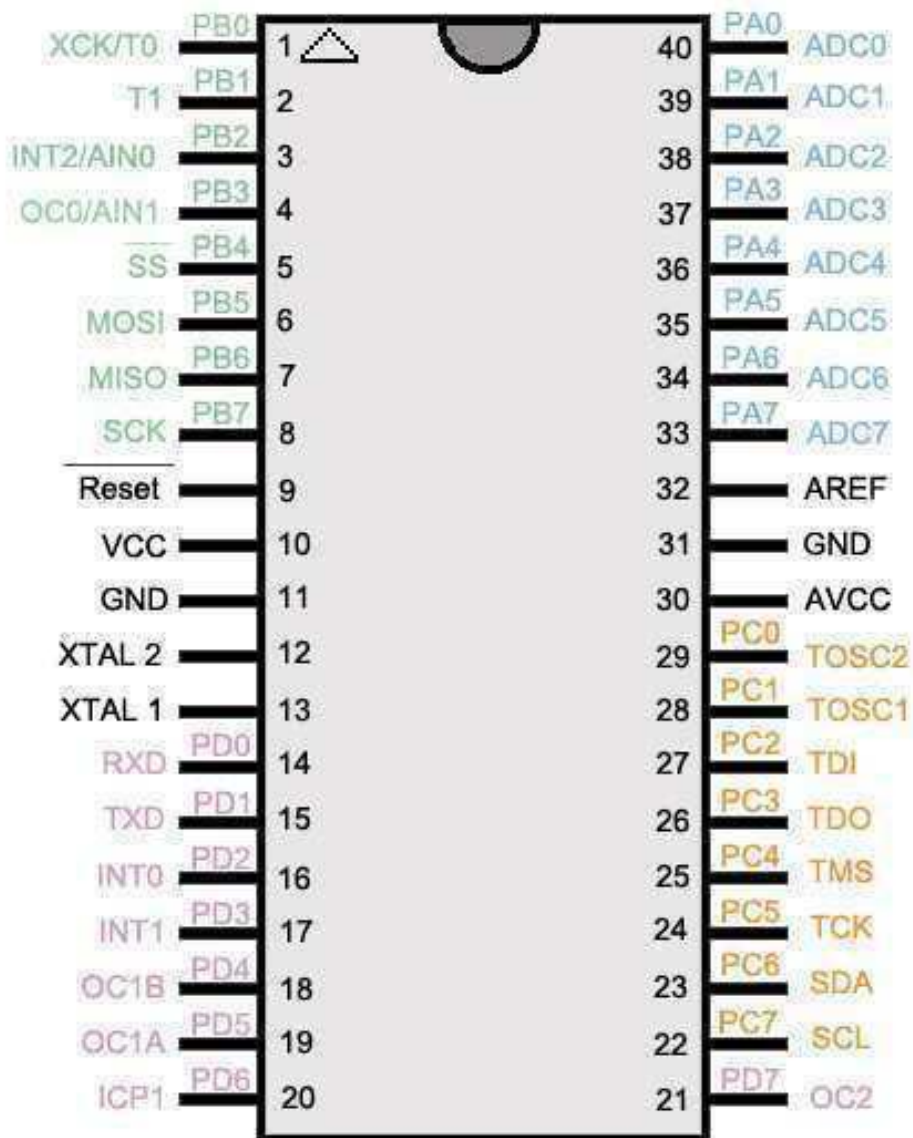 XCK/T0 PB0 1 40 PA0 ADC0
T1 PB1 2 39 PA1 ADC1
INT2/AIN0 PB2 3 38 PA2 ADC2
OC0/AIN1 PB3 4 37 PA3 ADC3
SS PB4 5 36 PA4 ADC4
MOSI PB5 6 35 PA5 ADC5
MISO PB6 7 34 PA6 ADC6
SCK PB7 8 33 PA7 ADC7
Reset 9 32 AREF
VCC 10 31 GND
GND 11 30 AVCC
XTAL 2 12 29 PC0 TOSC2
XTAL 1 13 28 PC1 TOSC1
RXD PD0 14 27 PC2 TDI
TXD PD1 15 26 PC3 TDO
INT0 PD2 16 25 PC4 TMS
INT1 PD3 17 24 PC5 TCK
OC1B PD4 18 23 PC6 SDA
OC1A PD5 19 22 PC7 SCL
ICP1 PD6 20 21 PD7 OC2